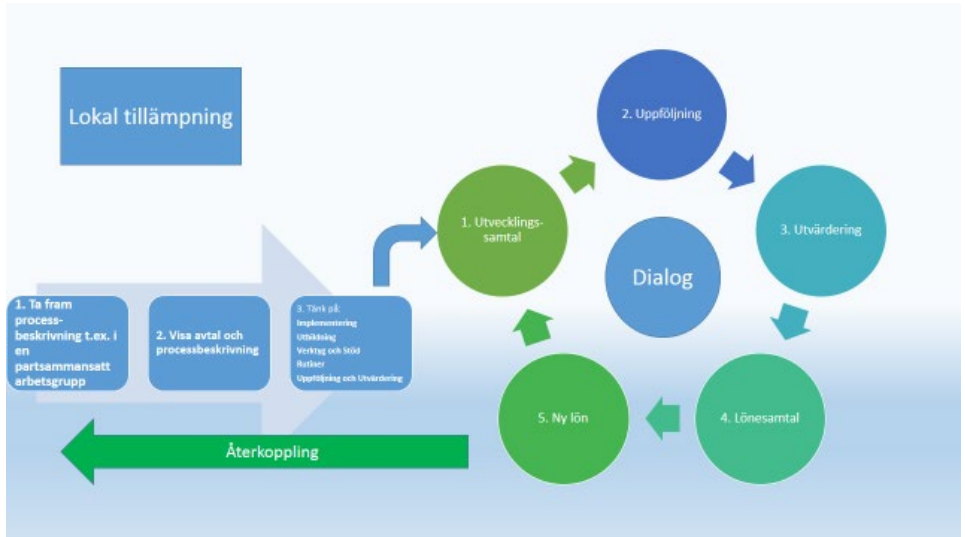 Lokal tillämpning
1. Ta fram
process-
beskrivning t.ex. i
en
partsammansatt
arbetsgrupp
2. Visa avtal och
processbeskrivning
3. Tänk på:
Implementering
Utbildning
Verktyg och Stöd
Rutiner
Uppföljning och Utvärdering
Återkoppling
1. Utvecklings-
samtal
2. Uppföljning
3. Utvärdering
4. Lönesamtal
5. Ny lön
Dialog